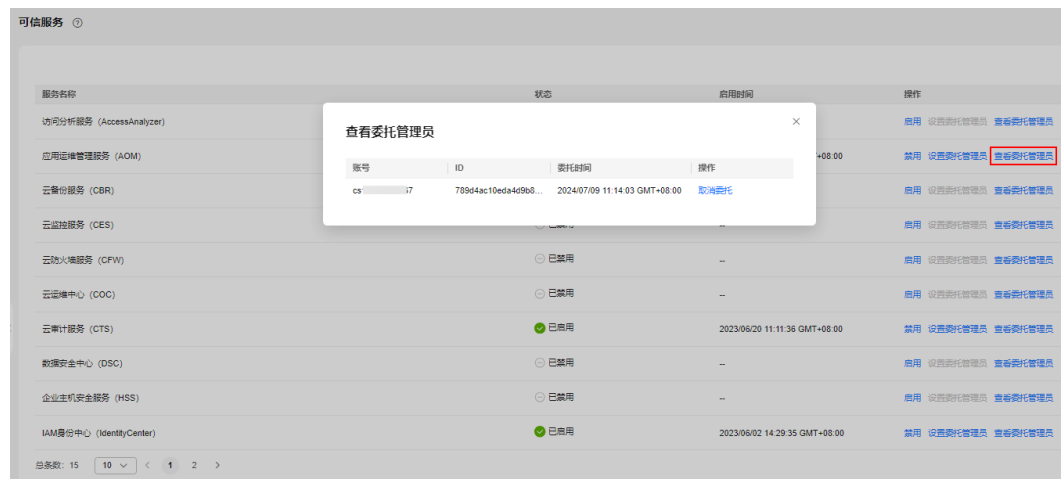 可信服务
服务名称 状态 启用时间 操作
访问分析服务 (AccessAnalyzer) 启用 设置委托管理员 查看委托管理员
查看委托管理员
应用运维管理服务 (AOM) +08:00 禁用 设置委托管理员 查看委托管理员
账号 ID 委托时间 操作
云备份服务 (CBR) 启用 设置委托管理员 查看委托管理员
cs 789d4ac10eda4d9b8... 2024/07/09 11:14:03 GMT+08:00 取消委托
云监控服务 (CES) -- 启用 设置委托管理员 查看委托管理员
云防火墙服务 (CFW) 已禁用 -- 启用 设置委托管理员 查看委托管理员
云运维中心 (COC) 已禁用 -- 启用 设置委托管理员 查看委托管理员
云审计服务 (CTS) 已启用 2023/06/20 11:11:36 GMT+08:00 禁用 设置委托管理员 查看委托管理员
数据安全中心 (DSC) 已禁用 -- 启用 设置委托管理员 查看委托管理员
企业主机安全服务 (HSS) 已禁用 -- 启用 设置委托管理员 查看委托管理员
IAM身份中心 (IdentityCenter) 已启用 2023/06/02 14:29:35 GMT+08:00 禁用 设置委托管理员 查看委托管理员
总条数: 15 10 < 1 2 >